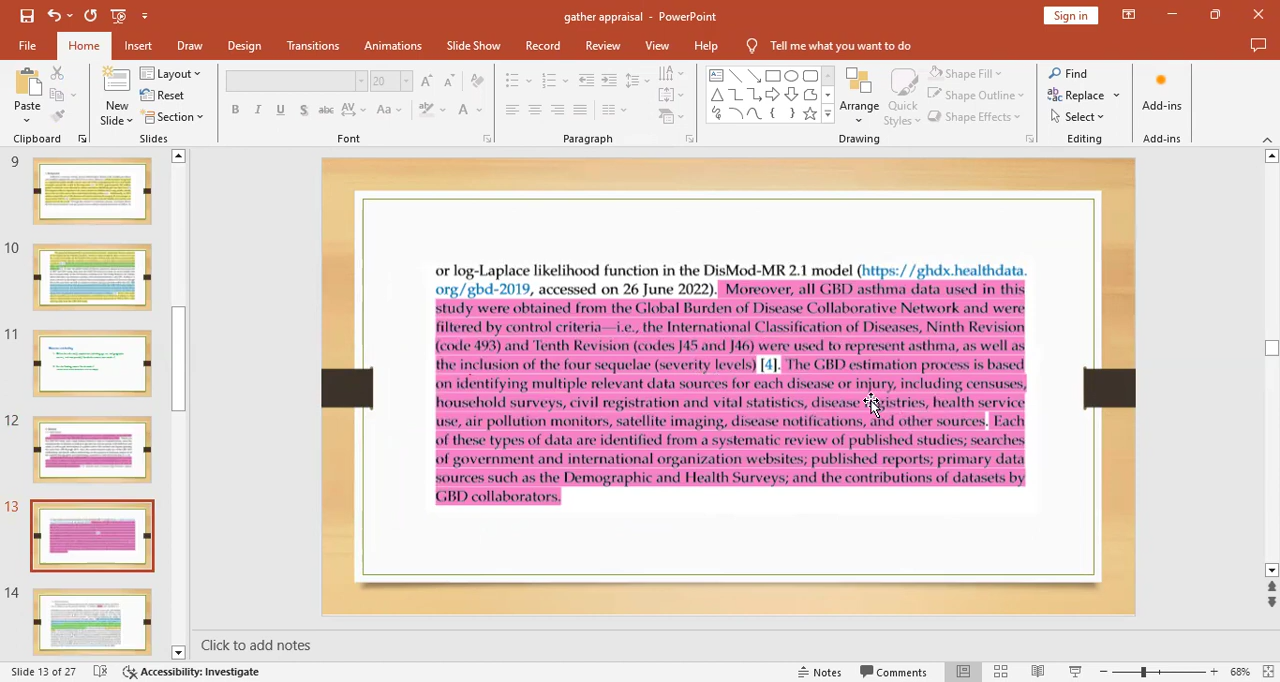 gather appraisal - PowerPoint
Sign in
File Home Insert Draw Design Transitions Animations Slide Show Record Review View Help Tell me what you want to do
Paste
Clipboard
New
Slide
Layout
Reset
Section
Slides
20
Font
Paragraph
Arrange
Quick
Styles
Shape Fill
Shape Outline
Shape Effects
Drawing
Find
Replace
Select
Editing
Add-ins
Add-ins
9
10
11
12
13
14
or log–Laplace likelihood function in the DisMod-MR 2.1 model (https://ghdx.healthdata.
org/gbd-2019, accessed on 26 June 2022). Moreover, all GBD asthma data used in this
study were obtained from the Global Burden of Disease Collaborative Network and were
filtered by control criteria—i.e., the International Classification of Diseases, Ninth Revision
(code 493) and Tenth Revision (codes J45 and J46) were used to represent asthma, as well as
the inclusion of the four sequelae (severity levels) [4]. The GBD estimation process is based
on identifying multiple relevant data sources for each disease or injury, including censuses,
household surveys, civil registration and vital statistics, disease registries, health service
use, air pollution monitors, satellite imaging, disease notifications, and other sources. Each
of these types of data are identified from a systematic review of published studies; searches
of government and international organization websites; published reports; primary data
sources such as the Demographic and Health Surveys; and the contributions of datasets by
GBD collaborators.
Click to add notes
Slide 13 of 27 Accessibility: Investigate Notes Comments 68%